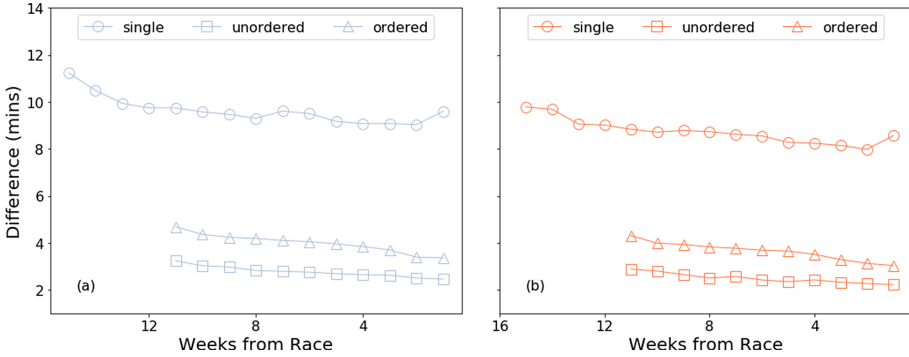 single unordered ordered
single unordered ordered
Difference (mins)
14
12
10
8
6
4
2
(a)
(b)
12 8 4
16 12 8 4
Weeks from Race
Weeks from Race